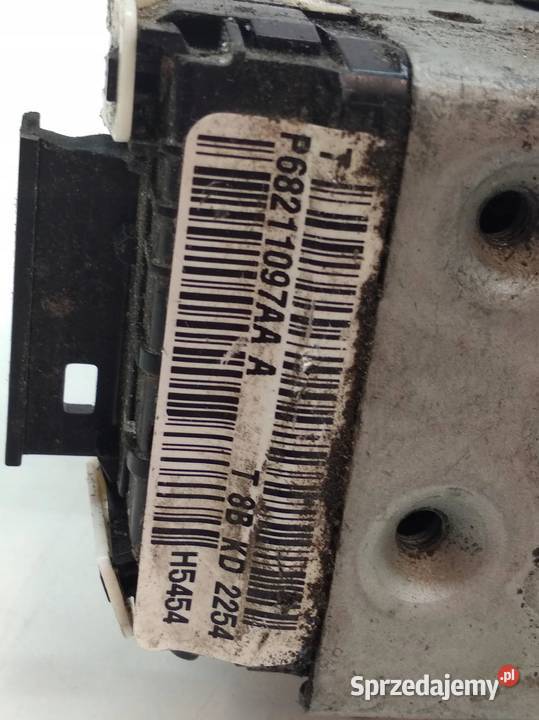 T
P68211097AA A
T 8B KD 2254
H5454
Sprzedajemy.pl